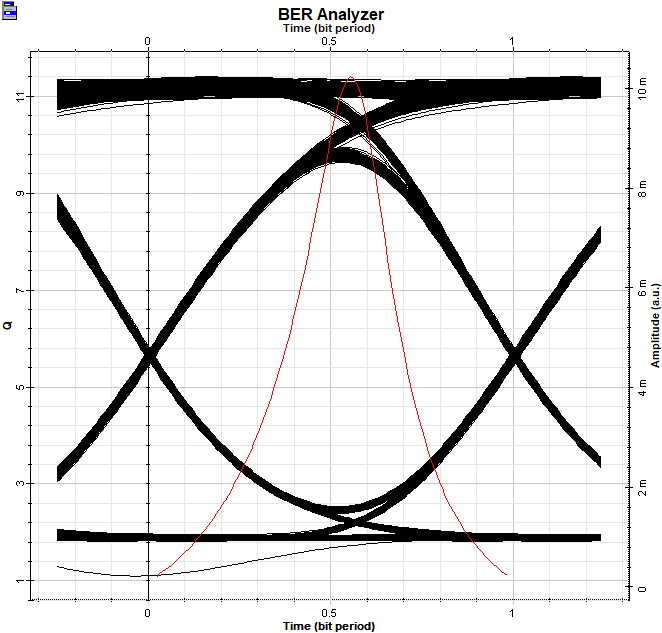 BER Analyzer
Time (bit period)
0 0.5 1
11
9
7
5
3
1
Q
10 m
8 m
6 m
4 m
2 m
0
Amplitude (a.u.)
0 0.5 1
Time (bit period)